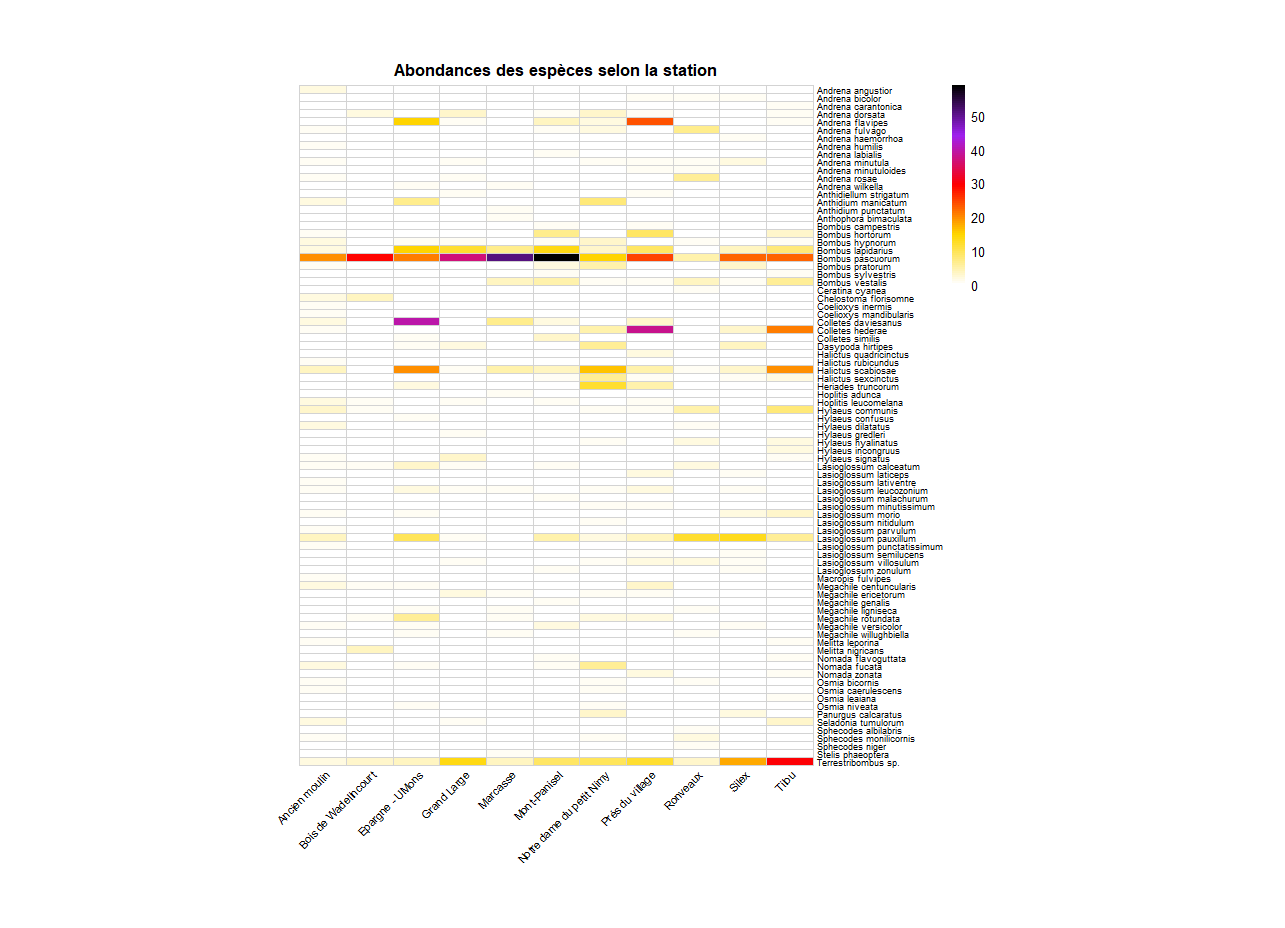 Abondances des espèces selon la station
Andrena angustior
Andrena bicolor
Andrena carantonica
Andrena dorsata
Andrena flavipes
Andrena fulvago
Andrena haemorrhoa
Andrena humilis
Andrena labialis
Andrena minutula
Andrena minutuloides
Andrena rosae
Andrena wilkella
Anthidiellum strigatum
Anthidium manicatum
Anthidium punctatum
Anthophora bimaculata
Bombus campestris
Bombus hortorum
Bombus hypnorum
Bombus lapidarius
Bombus pascuorum
Bombus pratorum
Bombus sylvestris
Bombus vestalis
Ceratina cyanea
Chelostoma florisomne
Coelioxys inermis
Coelioxys mandibularis
Colletes daviesanus
Colletes hederae
Colletes similis
Dasypoda hirtipes
Halictus quadricinctus
Halictus rubicundus
Halictus scabiosae
Halictus sexcinctus
Heriades truncorum
Hoplitis adunca
Hoplitis leucomelana
Hylaeus communis
Hylaeus confusus
Hylaeus dilatatus
Hylaeus gredleri
Hylaeus hyalinatus
Hylaeus incongruus
Hylaeus signatus
Lasioglossum calceatum
Lasioglossum laticeps
Lasioglossum lativentre
Lasioglossum leucozonium
Lasioglossum malachurum
Lasioglossum minutissimum
Lasioglossum morio
Lasioglossum nitidulum
Lasioglossum parvulum
Lasioglossum pauxillum
Lasioglossum punctatissimum
Lasioglossum semilucens
Lasioglossum villosulum
Lasioglossum zonulum
Macropis fulvipes
Megachile centuncularis
Megachile ericetorum
Megachile genalis
Megachile ligniseca
Megachile rotundata
Megachile versicolor
Megachile willughbiella
Melitta leporina
Melitta nigricans
Nomada flavoguttata
Nomada fucata
Nomada zonata
Osmia bicornis
Osmia caerulescens
Osmia leaiana
Osmia niveata
Panurgus calcaratus
Seladonia tumulorum
Sphecodes albilabris
Sphecodes monilicornis
Sphecodes niger
Stelis phaeoptera
Terrestribombus sp.
50
40
30
20
10
0
Ancien moulin
Bois de Wadelincourt
Epargne - UMons
Grand Large
Marcasse
Mont-Panisel
Notre dame du petit Nimy
Prés du village
Ronveaux
Silex
Tilbu